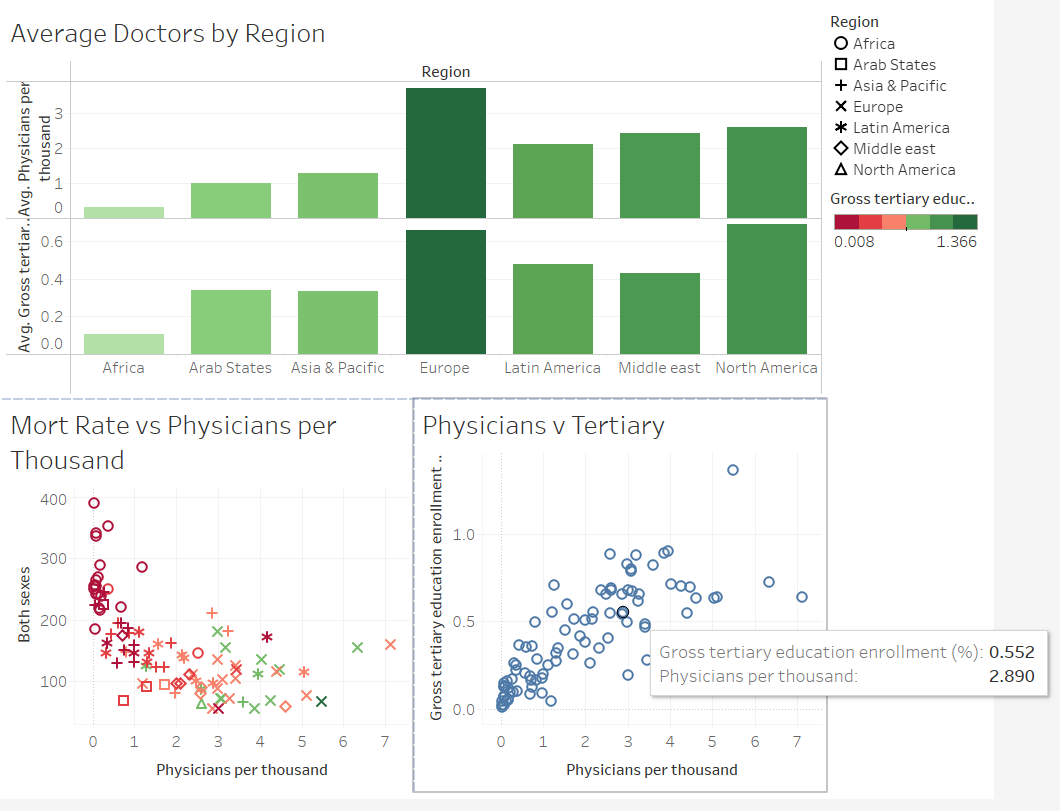 Average Doctors by Region
Region
Avg. Physicians per
thousand
3
2
1
0
Avg. Gross tertiar..
0.6
0.4
0.2
0.0
Africa
Arab States
Asia & Pacific
Europe
Latin America
Middle east
North America
Region
Africa
Arab States
Asia & Pacific
Europe
Latin America
Middle east
North America
Gross tertiary educ..
0.008 1.366
Mort Rate vs Physicians per
Thousand
Both sexes
400
300
200
100
0 1 2 3 4 5 6 7
Physicians per thousand
Physicians v Tertiary
Gross tertiary education enrollment ..
1.0
0.5
0.0
0 1 2 3 4 5 6 7
Physicians per thousand
Gross tertiary education enrollment (%): 0.552
Physicians per thousand: 2.890